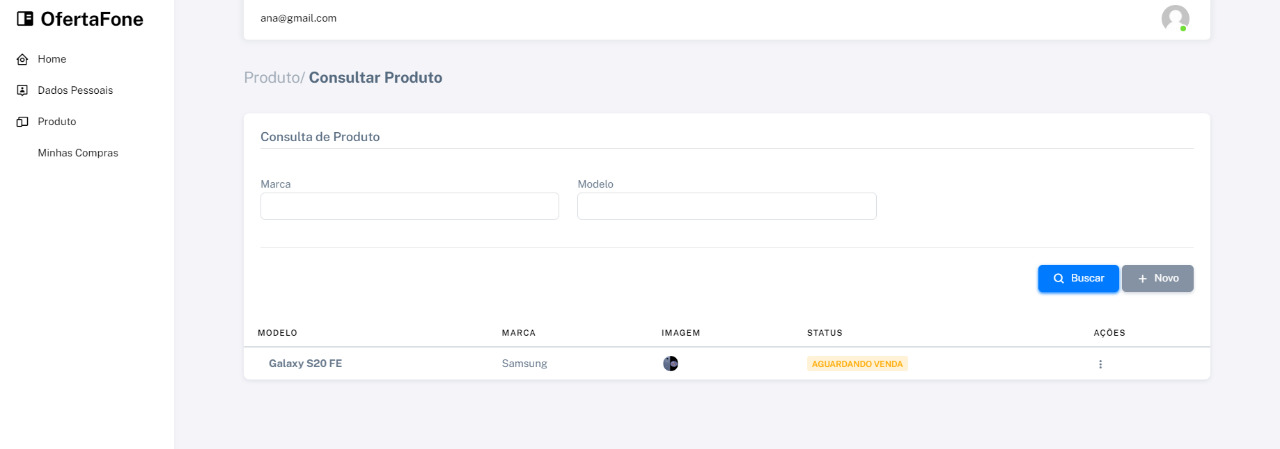 OfertaFone
ana@gmail.com
Home
Dados Pessoais
Produto
Minhas Compras
Produto/ Consultar Produto
Consulta de Produto
Marca
Modelo
Buscar
+ Novo
MODELO MARCA IMAGEM STATUS AÇÕES
Galaxy S20 FE Samsung AGUARDANDO VENDA